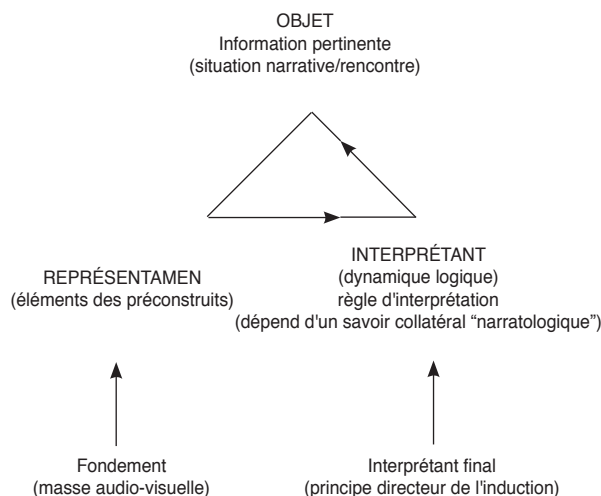 OBJET
Information pertinente
(situation narrative/rencontre)
REPRÉSENTAMEN
(éléments des préconstruits)
INTERPRÉTANT
(dynamique logique)
règle d'interprétation
(dépend d'un savoir collatéral “narratologique”)
Fondement
(masse audio-visuelle)
Interprétant final
(principe directeur de l'induction)